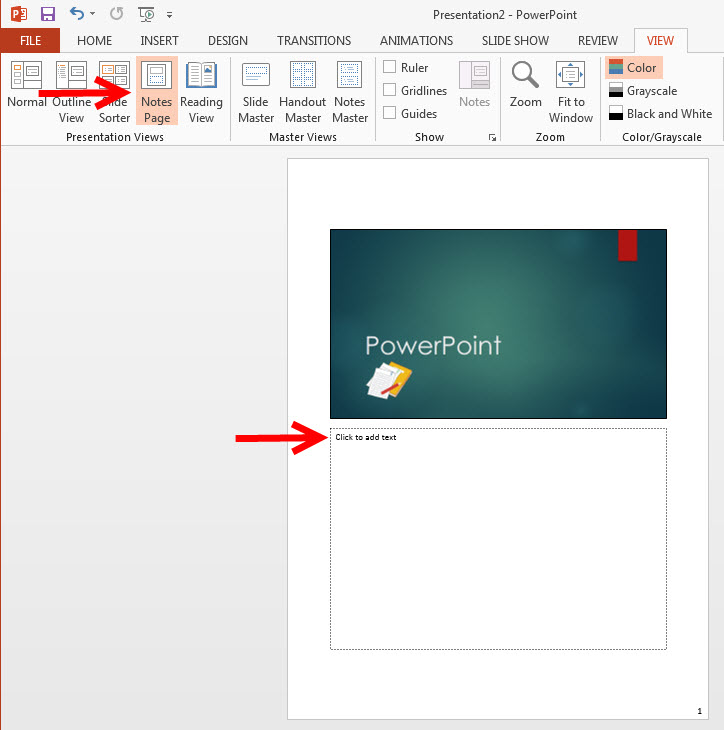 Presentation2 - PowerPoint
FILE HOME INSERT DESIGN TRANSITIONS ANIMATIONS SLIDE SHOW REVIEW VIEW
Normal Outline View Slide Sorter Notes Page Reading View
Presentation Views
Slide Master Handout Master Notes Master
Master Views
Ruler
Gridlines
Guides
Notes
Show
Zoom Fit to Window
Zoom
Color
Grayscale
Black and White
Color/Grayscale
PowerPoint
Click to add text
1